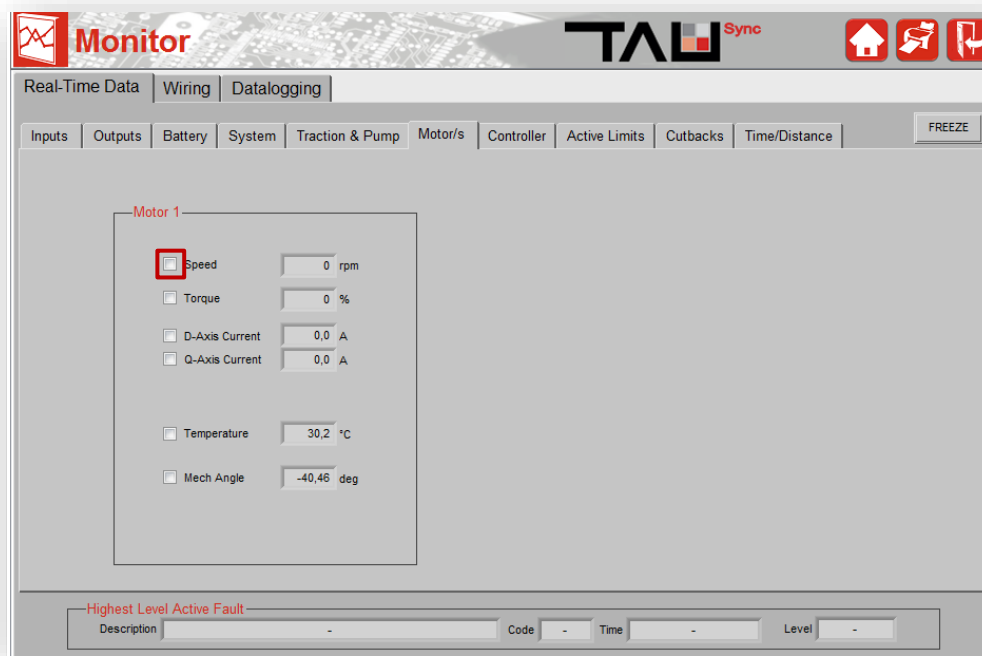 Monitor
TAU Sync
Real-Time Data Wiring Datalogging
Inputs Outputs Battery System Traction & Pump Motor/s Controller Active Limits Cutbacks Time/Distance FREEZE
Motor 1
Speed 0 rpm
Torque 0 %
D-Axis Current 0,0 A
Q-Axis Current 0,0 A
Temperature 30,2 °C
Mech Angle -40,46 deg
Highest Level Active Fault
Description - Code - Time - Level -